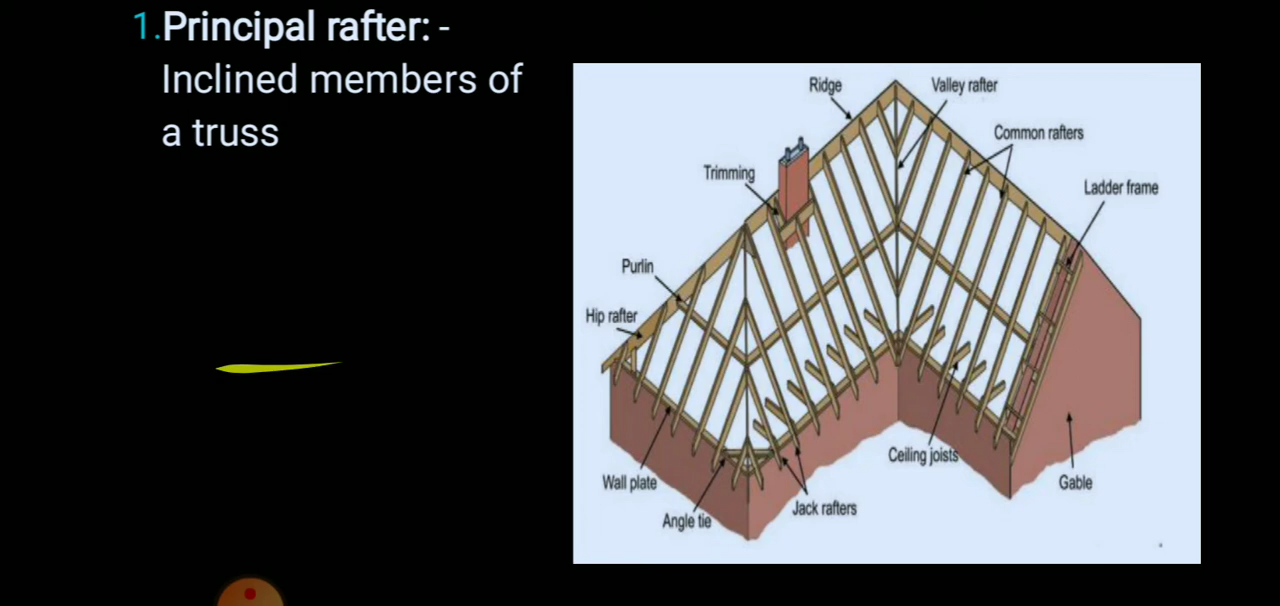 1.Principal rafter: -
Inclined members of
a truss
Ridge
Valley rafter
Common rafters
Trimming
Ladder frame
Purlin
Hip rafter
Ceiling joists
Wall plate
Gable
Jack rafters
Angle tie